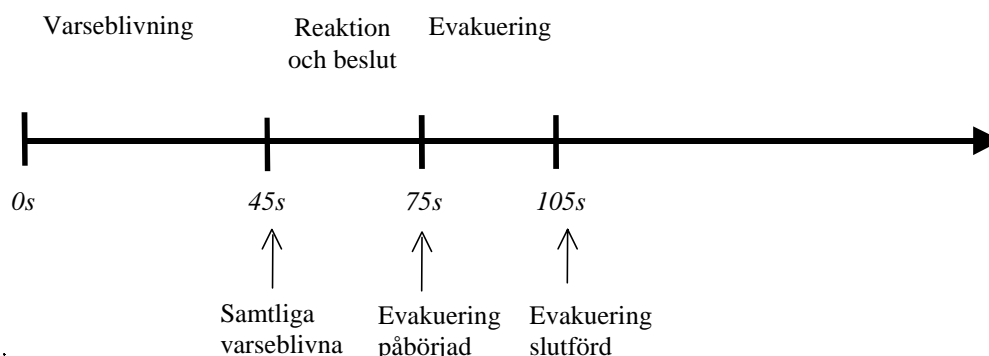 Varseblivning
Reaktion
och beslut
Evakuering
0s
45s
75s
105s
Samtliga
varseblivna
Evakuering
påbörjad
Evakuering
slutförd